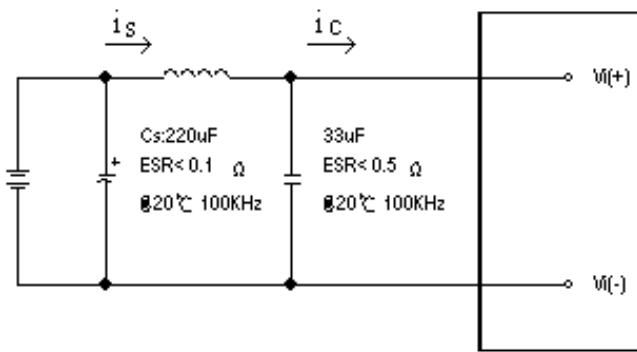 is
ic
Vi(+)
Cs:220uF
ESR<0.1 Ω
@20℃ 100KHz
33uF
ESR<0.5 Ω
@20℃ 100KHz
+
Vi(-)